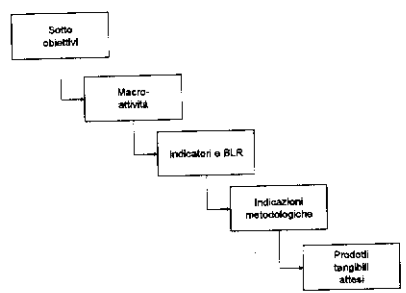 Sotto
obiettivi
Macro-
attività
Indicatori e BLR
Indicazioni
metodologiche
Prodotti
tangibili
attesi